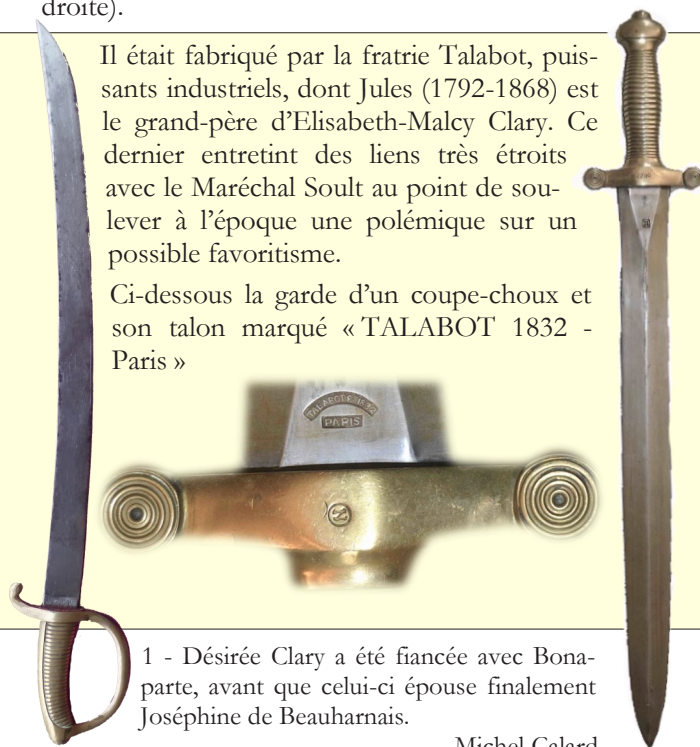 droite).
Il était fabriqué par la fratrie Talabot, puis-
sants industriels, dont Jules (1792-1868) est
le grand-père d'Elisabeth-Malcy Clary. Ce
dernier entretint des liens très étroits
avec le Maréchal Soult au point de sou-
lever à l'époque une polémique sur un
possible favoritisme.
Ci-dessous la garde d'un coupe-choux et
son talon marqué « TALABOT 1832 -
Paris »
PARIS
1 - Désirée Clary a été fiancée avec Bona-
parte, avant que celui-ci épouse finalement
Joséphine de Beauharnais.
Michel Calard